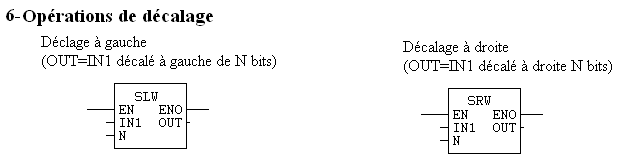 6-Opérations de décalage
Déclage à gauche
(OUT=IN1 décalé à gauche de N bits)
SLW
EN ENO
IN1 OUT
N
Décalage à droite
(OUT=IN1 décalé à droite N bits)
SRW
EN ENO
IN1 OUT
N